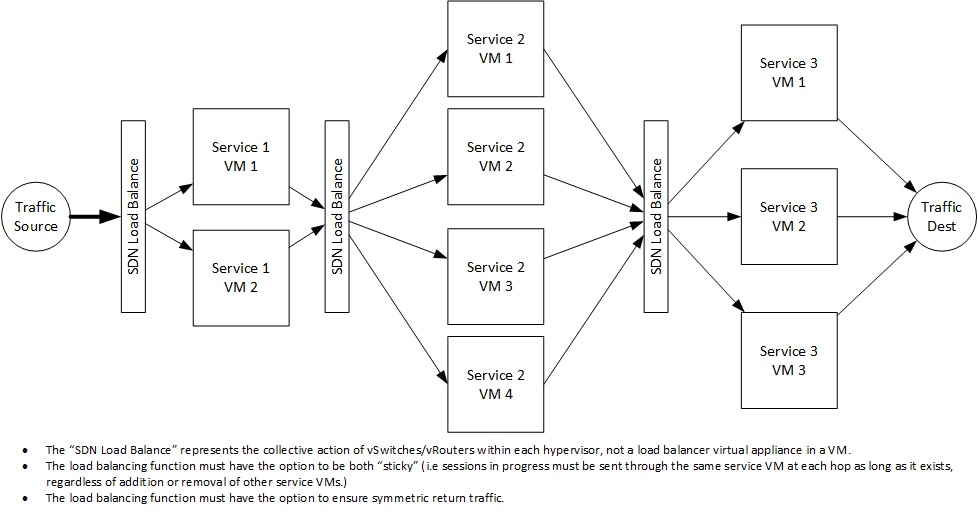 Traffic
Source
SDN Load Balance
Service 1
VM 1
Service 1
VM 2
SDN Load Balance
Service 2
VM 1
Service 2
VM 2
Service 2
VM 3
Service 2
VM 4
SDN Load Balance
Service 3
VM 1
Service 3
VM 2
Service 3
VM 3
Traffic
Dest
• The “SDN Load Balance” represents the collective action of vSwitches/vRouters within each hypervisor, not a load balancer virtual appliance in a VM.
• The load balancing function must have the option to be both “sticky” (i.e sessions in progress must be sent through the same service VM at each hop as long as it exists,
regardless of addition or removal of other service VMs.)
• The load balancing function must have the option to ensure symmetric return traffic.